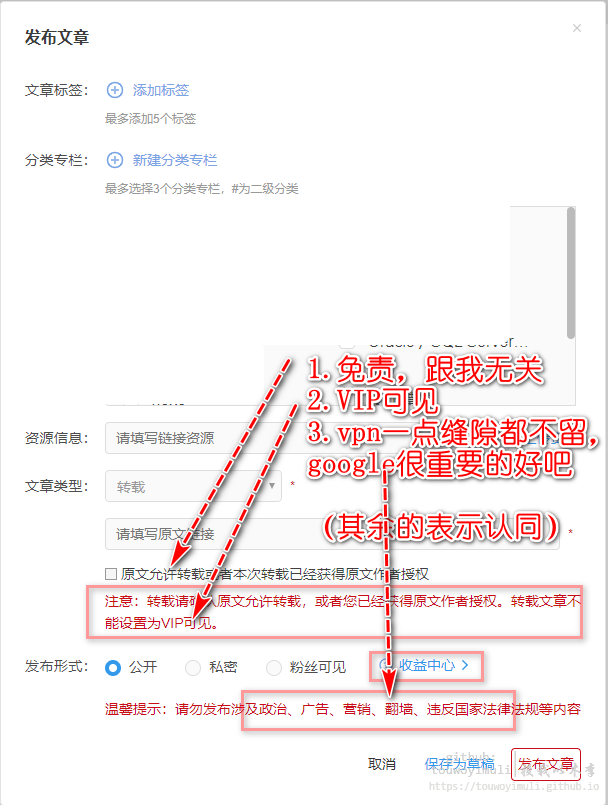 发布文章
×
文章标签：
添加标签
最多添加5个标签
分类专栏：
新建分类专栏
最多选择3个分类专栏，#为二级分类
1.免责，跟我无关
2.VIP可见
3.vpn一点缝隙都不留，
google很重要的好吧
(其余的表示认同)
资源信息：
请填写链接资源
文章类型：
转载
*
请填写原文链接
*
原文允许转载或者本次转载已经获得原文作者授权
注意：转载请确认原文允许转载，或者您已经获得原文作者授权。转载文章不
能设置为VIP可见。
发布形式：
公开
私密
粉丝可见
收益中心 >
温馨提示：请勿发布涉及政治、广告、营销、翻墙、违反国家法律法规等内容
取消
保存为草稿
发布文章
github:
touwoyimuli
https://touwoyimuli.github.io